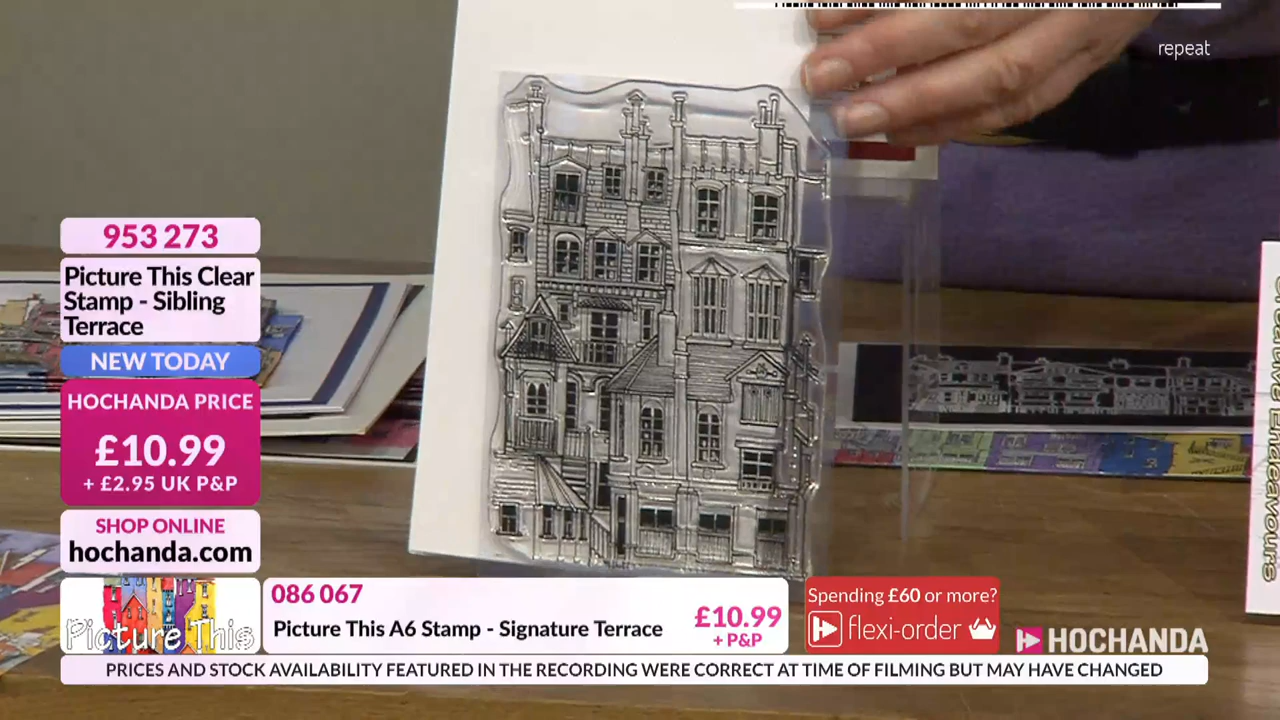 repeat
953 273
Picture This Clear
Stamp - Sibling
Terrace
NEW TODAY
HOCHANDA PRICE
£10.99
+ £2.95 UK P&P
SHOP ONLINE
hochanda.com
Picture This
086 067
Picture This A6 Stamp - Signature Terrace
£10.99
+ P&P
Spending £60 or more?
flexi-order
HOCHANDA
PRICES AND STOCK AVAILABILITY FEATURED IN THE RECORDING WERE CORRECT AT TIME OF FILMING BUT MAY HAVE CHANGED
Endeavours